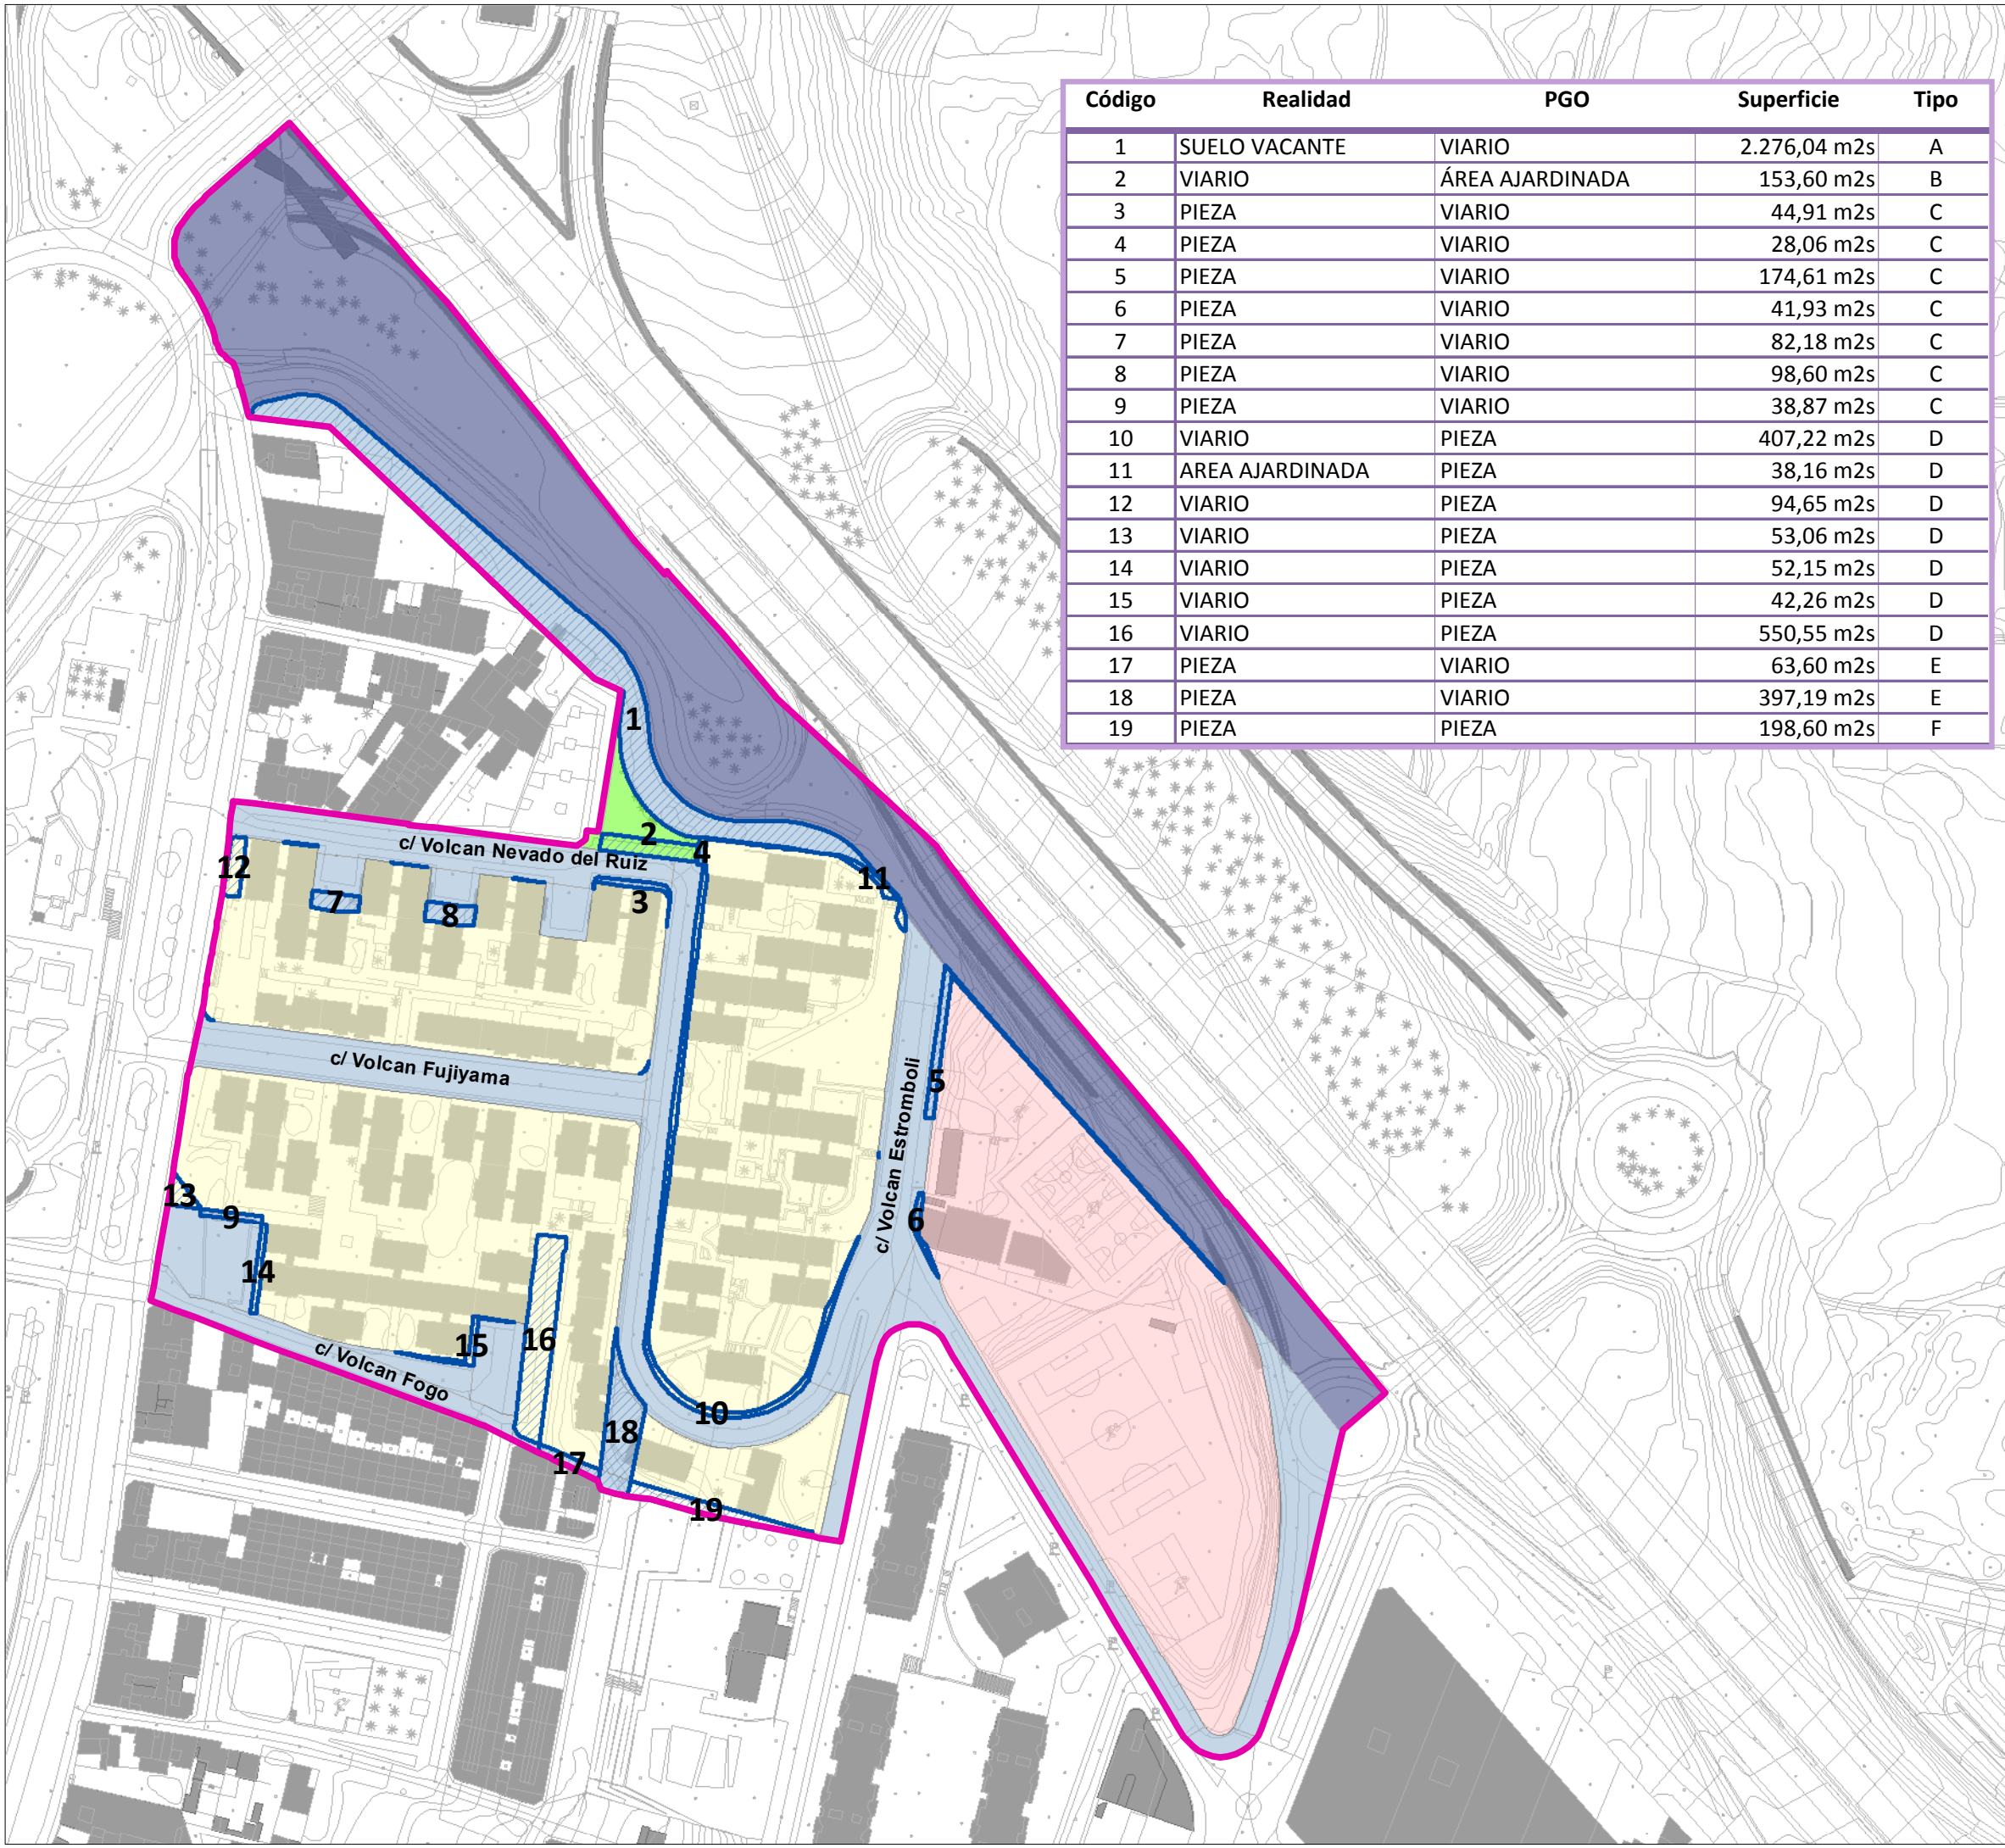 Código Realidad PGO Superficie Tipo
1 SUELO VACANTE VIARIO 2.276,04 m2s A
2 VIARIO ÁREA AJARDINADA 153,60 m2s B
3 PIEZA VIARIO 44,91 m2s C
4 PIEZA VIARIO 28,06 m2s C
5 PIEZA VIARIO 174,61 m2s C
6 PIEZA VIARIO 41,93 m2s C
7 PIEZA VIARIO 82,18 m2s C
8 PIEZA VIARIO 98,60 m2s C
9 PIEZA VIARIO 38,87 m2s C
10 VIARIO PIEZA 407,22 m2s D
11 AREA AJARDINADA PIEZA 38,16 m2s D
12 VIARIO PIEZA 94,65 m2s D
13 VIARIO PIEZA 53,06 m2s D
14 VIARIO PIEZA 52,15 m2s D
15 VIARIO PIEZA 42,26 m2s D
16 VIARIO PIEZA 550,55 m2s D
17 PIEZA VIARIO 63,60 m2s E
18 PIEZA VIARIO 397,19 m2s E
19 PIEZA PIEZA 198,60 m2s F
1
2
c/ Volcan Nevado del Ruiz
4
12
11
7
3
8
c/ Volcan Fujiyama
5
c/ Volcan Estromboli
13
9
6
14
16
15
c/ Volcan Fogo
10
18
17
19